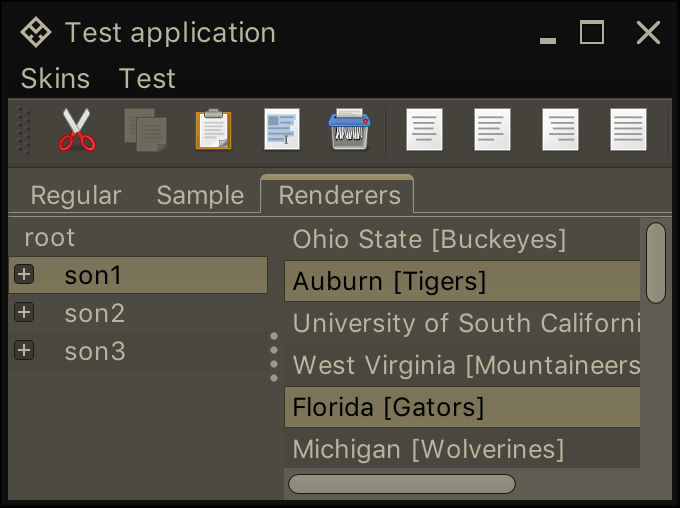 Test application
Skins Test
Regular Sample Renderers
root
son1
son2
son3
Ohio State [Buckeyes]
Auburn [Tigers]
University of South Californi
West Virginia [Mountaineers
Florida [Gators]
Michigan [Wolverines]